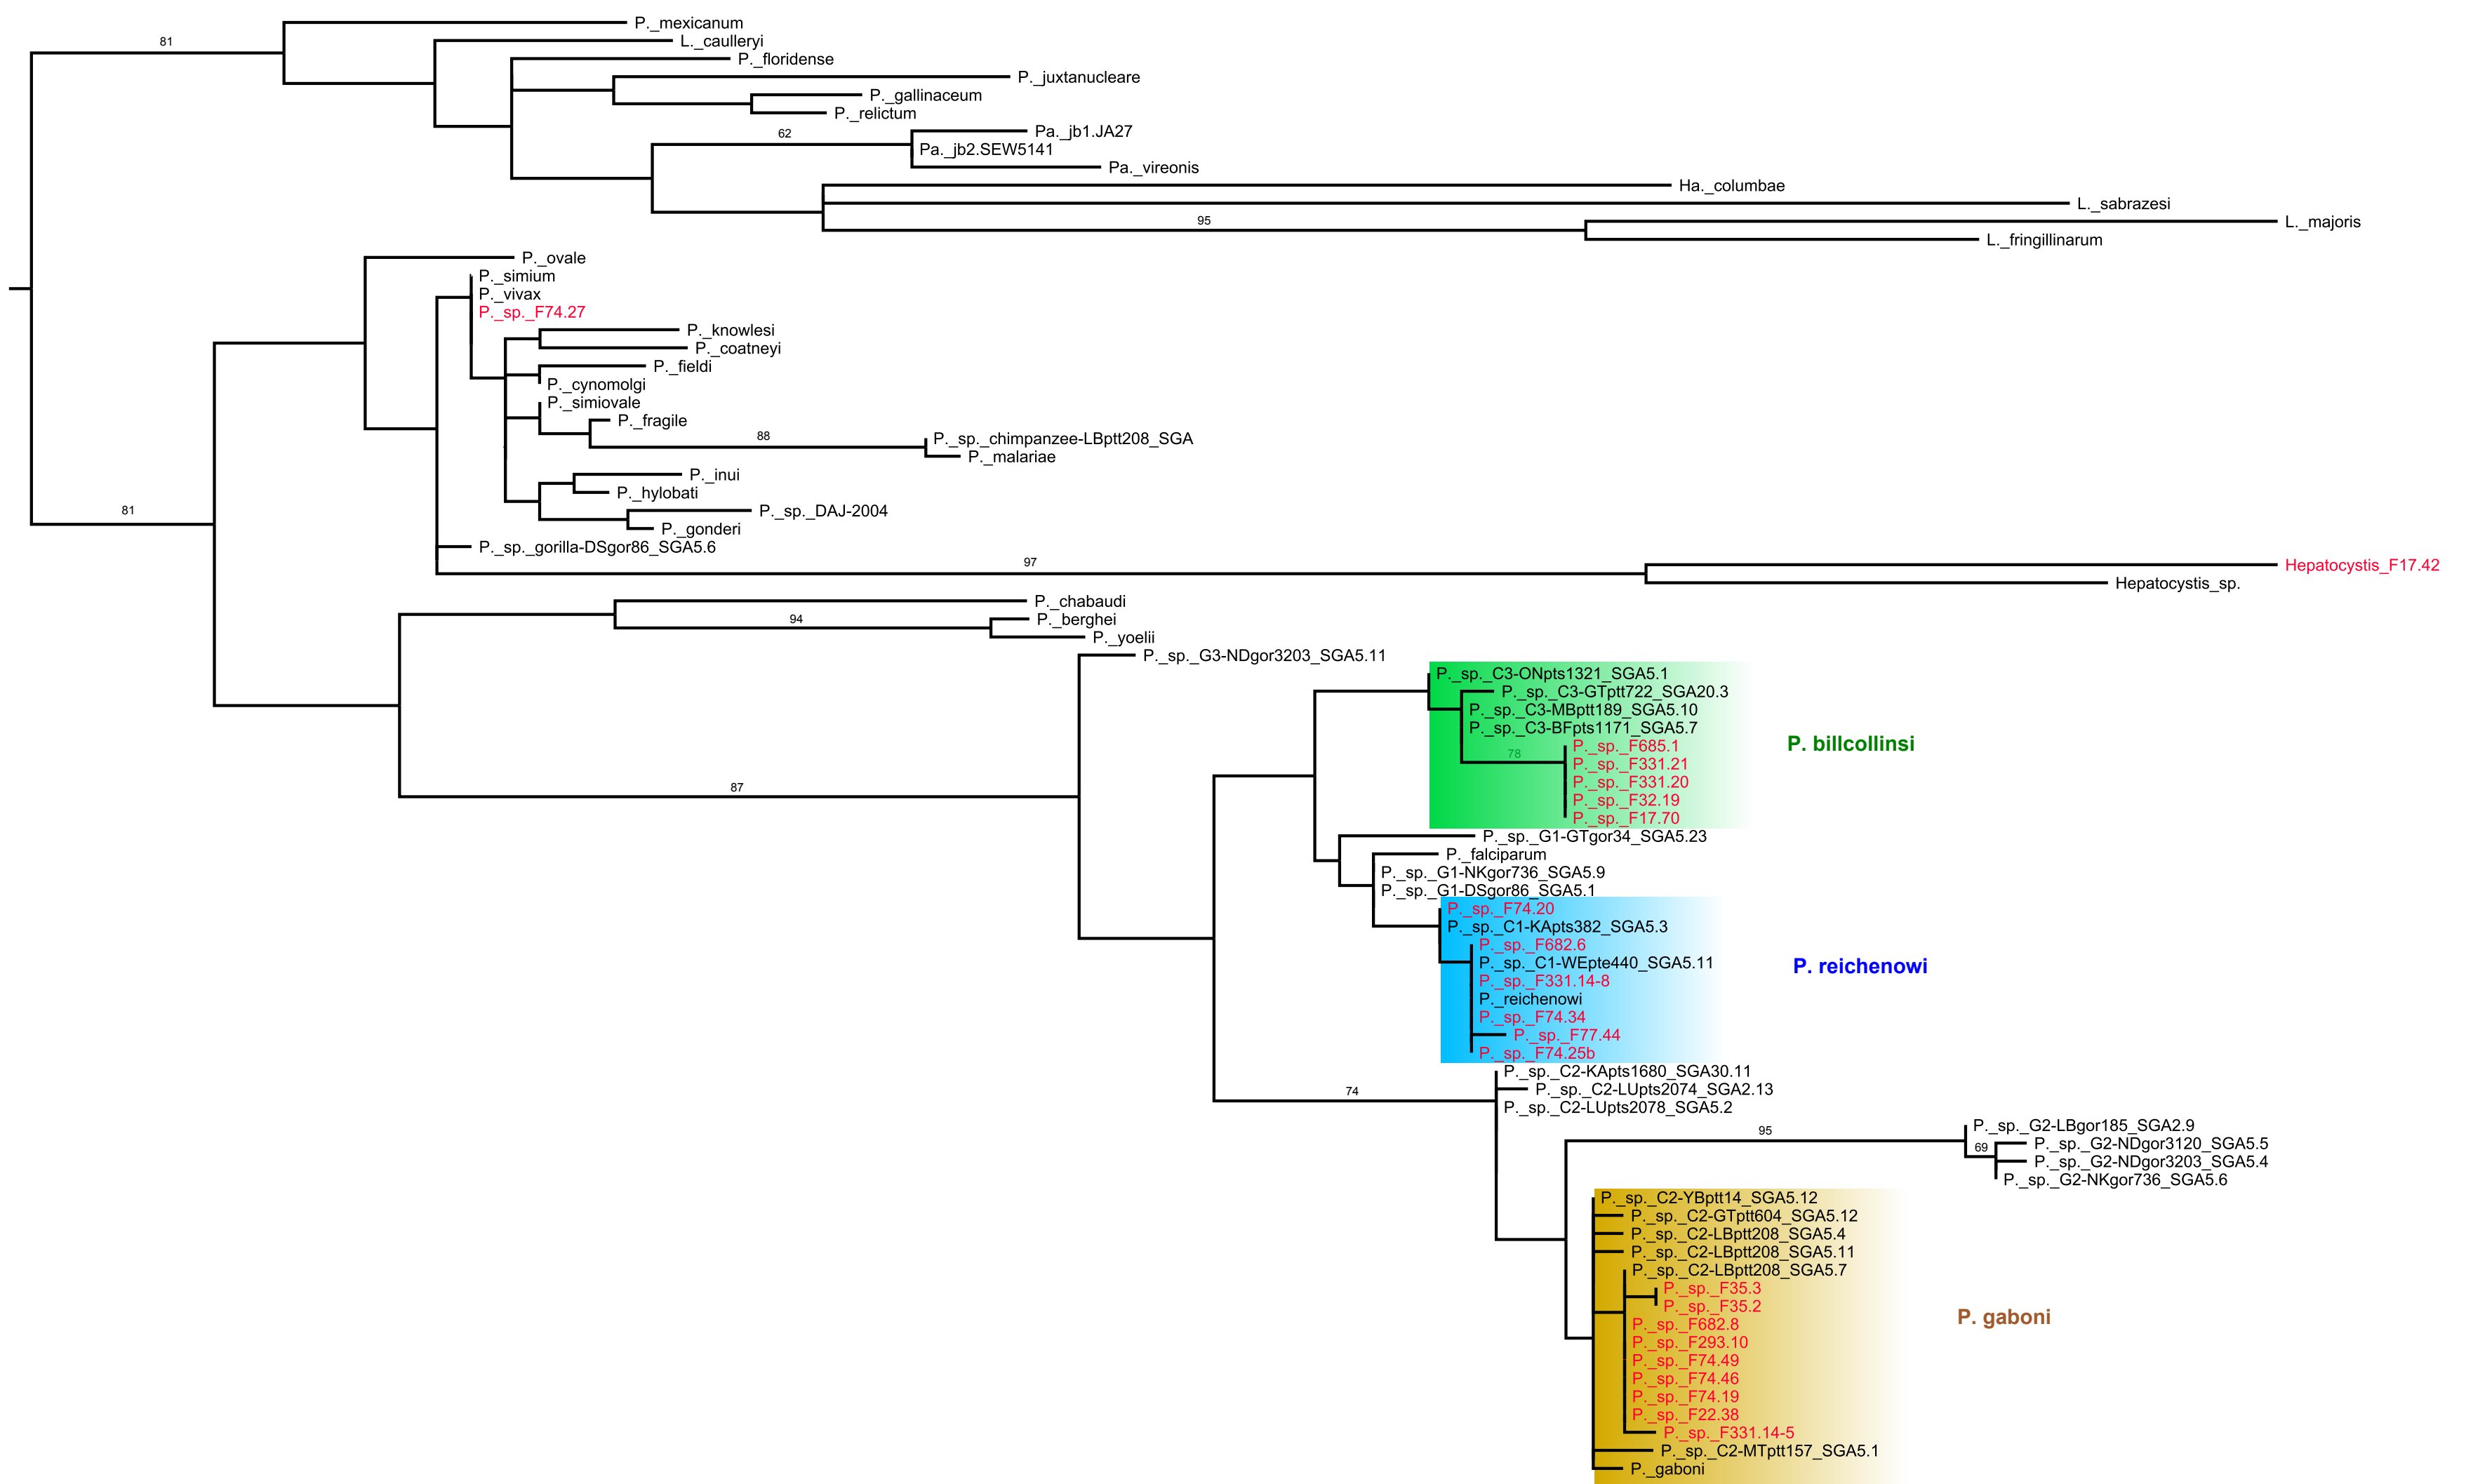 P._mexicanum
81
L._caulleryi
P._floridense
P._juxtanucleare
P._gallinaceum
P._relictum
62
Pa._jb1.JA27
Pa._jb2.SEW5141
Pa._vireonis
Ha._columbae
L._sabrazesi
95
L._majoris
L._fringillinarum
P._ovale
P._simium
P._vivax
P._sp._F74.27
P._knowlesi
P._coatneyi
P._fieldi
P._cynomolgi
P._simiovale
P._fragile
88
P._sp._chimpanzee-LBptt208_SGA
P._malariae
P._inui
P._hylobati
81
P._sp._DAJ-2004
P._gonderi
P._sp._gorilla-DSgor86_SGA5.6
97
Hepatocystis_F17.42
Hepatocystis_sp.
P._chabaudi
94
P._berghei
P._yoelii
P._sp._G3-NDgor3203_SGA5.11
P._sp._C3-ONpts1321_SGA5.1
P._sp._C3-GTptt722_SGA20.3
P._sp._C3-MBptt189_SGA5.10
P._sp._C3-BFpts1171_SGA5.7
P. billcollinsi
78
P._sp._F685.1
P._sp._F331.21
P._sp._F331.20
87
P._sp._F32.19
P._sp._F17.70
P._sp._G1-GTgor34_SGA5.23
P._falciparum
P._sp._G1-NKgor736_SGA5.9
P._sp._G1-DSgor86_SGA5.1
P._sp._F74.20
P._sp._C1-KApts382_SGA5.3
P._sp._F682.6
P._sp._C1-WEpte440_SGA5.11
P. reichenowi
P._sp._F331.14-8
P._reichenowi
P._sp._F74.34
P._sp._F77.44
P._sp._F74.25b
P._sp._C2-KApts1680_SGA30.11
74
P._sp._C2-LUpts2074_SGA2.13
P._sp._C2-LUpts2078_SGA5.2
P._sp._G2-LBgor185_SGA2.9
95
P._sp._G2-NDgor3120_SGA5.5
69
P._sp._G2-NDgor3203_SGA5.4
P._sp._G2-NKgor736_SGA5.6
P._sp._C2-YBptt14_SGA5.12
P._sp._C2-GTptt604_SGA5.12
P._sp._C2-LBptt208_SGA5.4
P._sp._C2-LBptt208_SGA5.11
P._sp._C2-LBptt208_SGA5.7
P._sp._F35.3
P._sp._F35.2
P. gaboni
P._sp._F682.8
P._sp._F293.10
P._sp._F74.49
P._sp._F74.46
P._sp._F74.19
P._sp._F22.38
P._sp._F331.14-5
P._sp._C2-MTptt157_SGA5.1
P._gaboni